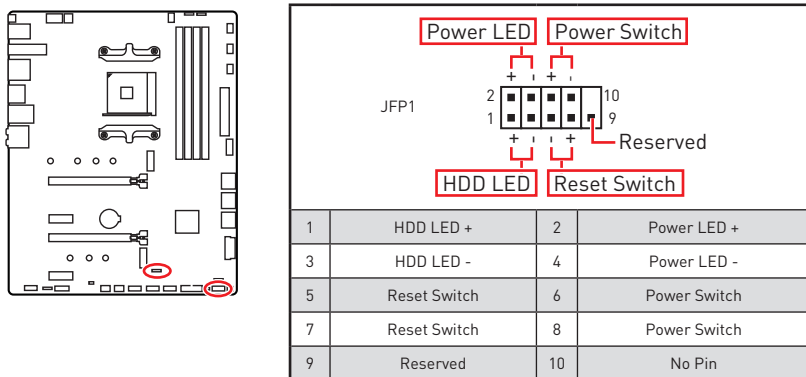 Power LED Power Switch
+ - + -
JFP1
2 10
1 9
+ - - +
Reserved
HDD LED Reset Switch
1 HDD LED + 2 Power LED +
3 HDD LED - 4 Power LED -
5 Reset Switch 6 Power Switch
7 Reset Switch 8 Power Switch
9 Reserved 10 No Pin